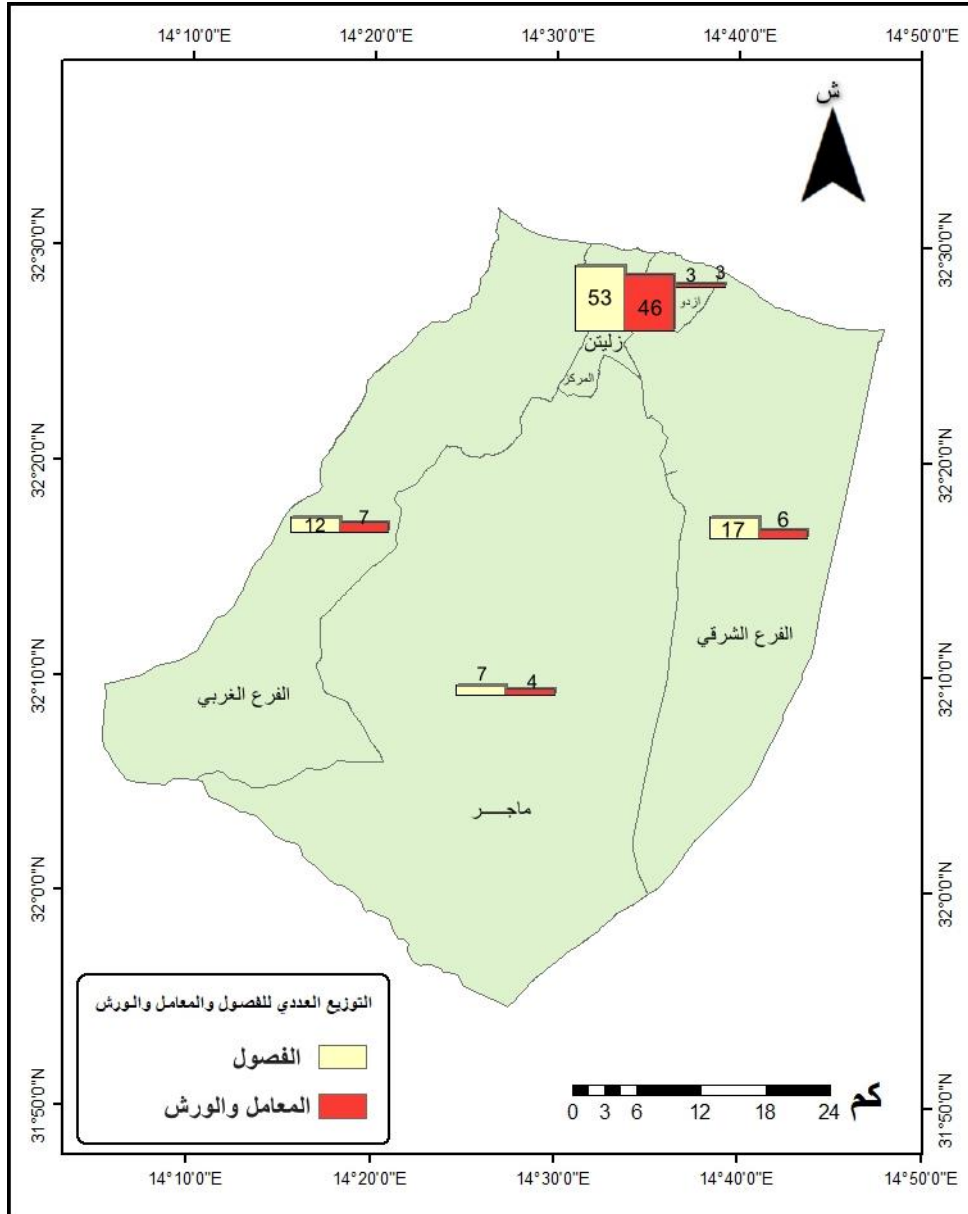 14°10'0"E 14°20'0"E 14°30'0"E 14°40'0"E 14°50'0"E
ش
32°30'0"N
32°30'0"N
53
46
3
3
ازدو
زليتن
المركز
32°20'0"N
32°20'0"N
12
7
17
6
الفرع الشرقي
32°10'0"N
32°10'0"N
7
4
الفرع الغربي
ماجــــر
32°0'0"N
32°0'0"N
التوزيع العددي للفصول والمعامل والورش
الفصول
المعامل والورش
كم
0 3 6 12 18 24
31°50'0"N
31°50'0"N
14°10'0"E 14°20'0"E 14°30'0"E 14°40'0"E 14°50'0"E